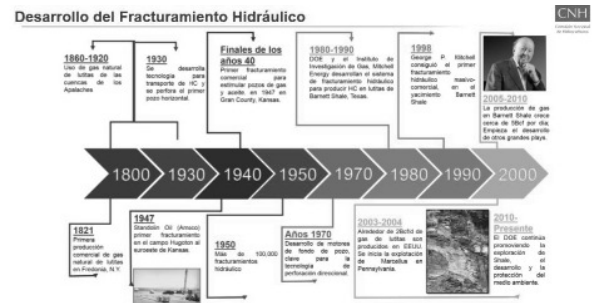 Desarrollo del Fracturamiento Hidráulico
CNH
Comisión Nacional
de Hidrocarburos
1860-1920
Uso de gas natural
de lutitas de las
cuencas de los
Apalaches
1930
Se desarrolla
tecnología para
transporte de HC y
se perfora el primer
pozo horizontal.
Finales de los
años 40
Primer fracturamiento
comercial para
estimular pozos de gas
y aceite. en 1947 en
Gran County, Kansas.
1980-1990
DOE y el Instituto de
Investigación de Gas, Mitchell
Energy desarrollan el sistema
de fracturamiento hidráulico
para producir HC en lutitas de
Barnett Shale, Texas.
1998
George P. Mitchell
consiguió el primer
fracturamiento
hidráulico masivo-
comercial, en el
yacimiento Barnett
Shale
2005-2010
La producción de gas
en Barnett Shale crece
cerca de 5Bcf por día;
Empieza el desarrollo
de otros grandes plays.
1800
1930
1940
1950
1970
1980
1990
2000
1821
Primera
producción
comercial de gas
natural de lutitas
en Fredonia, N.Y.
1947
Standolin Oil (Amoco)
primer fracturamiento
en el campo Hugoton al
suroeste de Kansas.
1950
Más de 100,000
fracturamientos
hidráulico
Años 1970
Desarrollo de motores
de fondo de pozo,
clave para la
tecnología de
perforación direccional.
2003-2004
Alrededor de 2Bcfd de
gas de lutitas son
producidos en EEUU.
Se inicia la explotación
de Marcellus en
Pennsylvania.
2010-
Presente
El DOE continúa
promoviendo la
exploración de
Shale, el
desarrollo y la
protección del
medio ambiente.